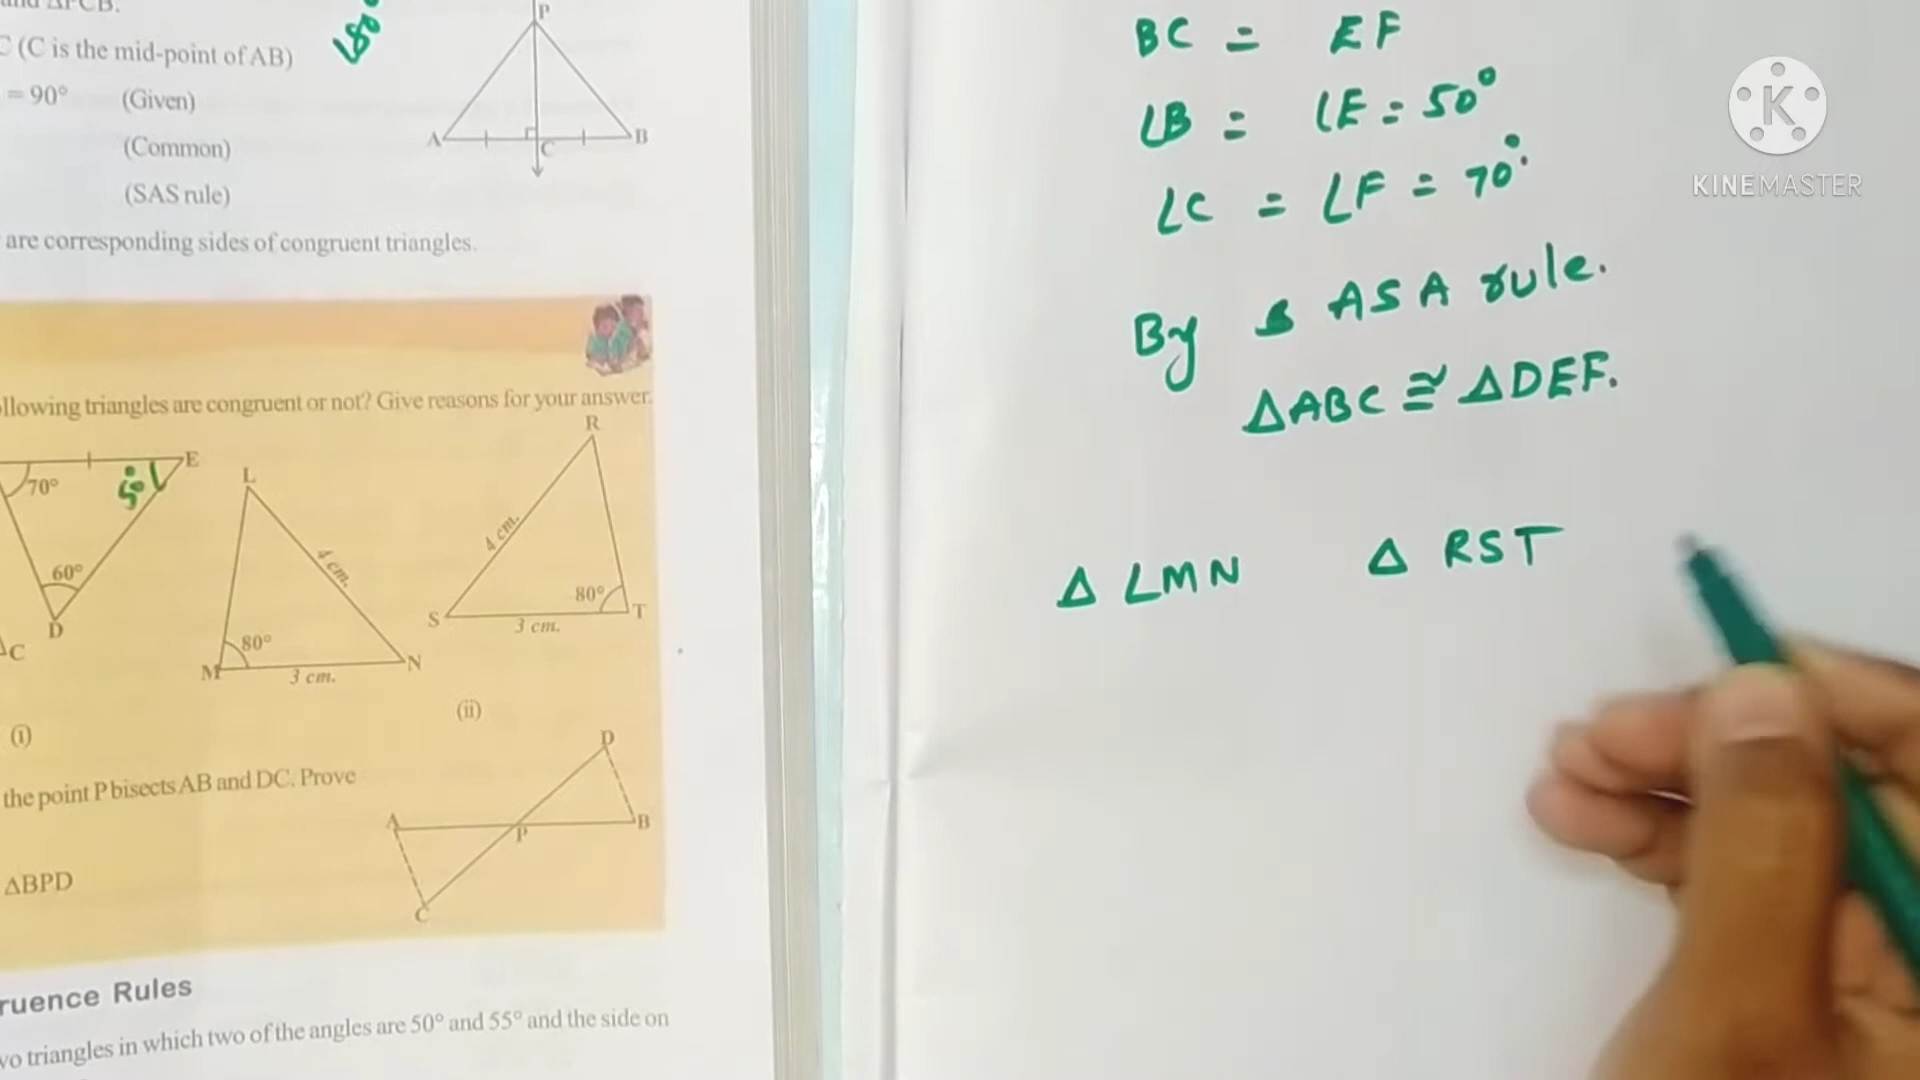 ΔPCB.
C (C is the mid-point of AB)
= 90° (Given)
(Common)
(SAS rule)
are corresponding sides of congruent triangles.
P
A
C
B
llowing triangles are congruent or not? Give reasons for your answer.
E
70°
50
60°
D
C
L
4 cm.
80°
M
3 cm.
N
R
4 cm.
80°
S
3 cm.
T
(i)
(ii)
the point P bisects AB and DC. Prove
ΔBPD
D
A
P
B
C
ruence Rules
wo triangles in which two of the angles are 50° and 55° and the side on
BC = EF
∠B = ∠E = 50°
∠C = ∠F = 70°
By ASA rule.
ΔABC ≅ ΔDEF.
Δ LMN Δ RST
K
KINEMASTER